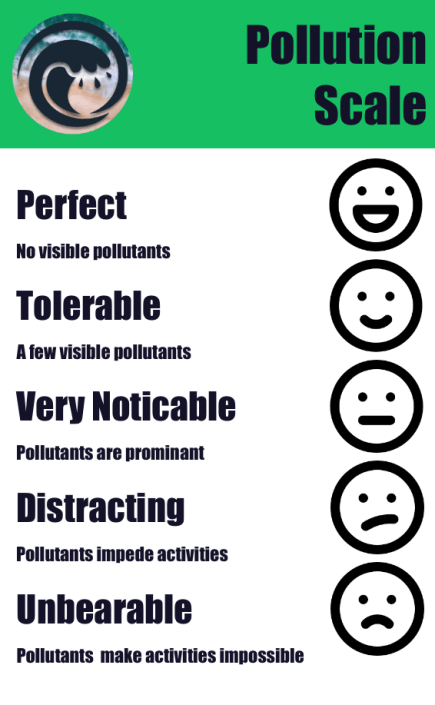 Pollution
Scale
Perfect
No visible pollutants
Tolerable
A few visible pollutants
Very Noticable
Pollutants are prominant
Distracting
Pollutants impede activities
Unbearable
Pollutants  make activities impossible